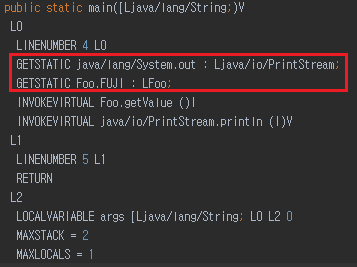 public static main([Ljava/lang/String;)V
L0
LINENUMBER 4 L0
GETSTATIC java/lang/System.out : Ljava/io/PrintStream;
GETSTATIC Foo.FUJI : LFoo;
INVOKEVIRTUAL Foo.getValue ()I
INVOKEVIRTUAL java/io/PrintStream.println (I)V
L1
LINENUMBER 5 L1
RETURN
L2
LOCALVARIABLE args [Ljava/lang/String; L0 L2 0
MAXSTACK = 2
MAXLOCALS = 1